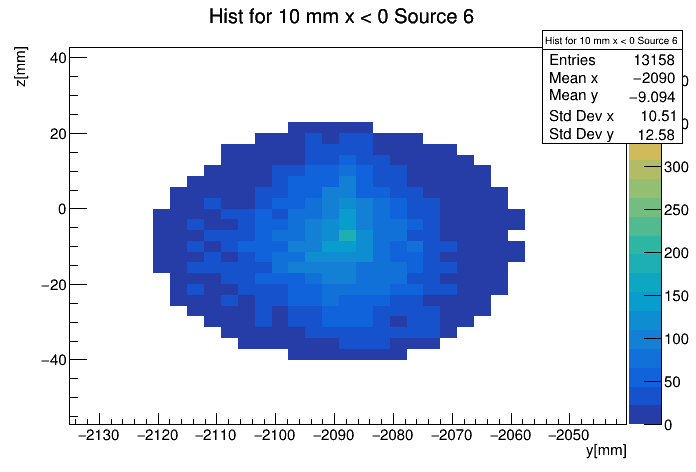 Hist for 10 mm x < 0 Source 6
z[mm]
Hist for 10 mm x < 0 Source 6
Entries 13158
Mean x −2090
Mean y −9.094
Std Dev x 10.51
Std Dev y 12.58
40
20
0
−20
−40
300
250
200
150
100
50
0
−2130 −2120 −2110 −2100 −2090 −2080 −2070 −2060 −2050
y[mm]